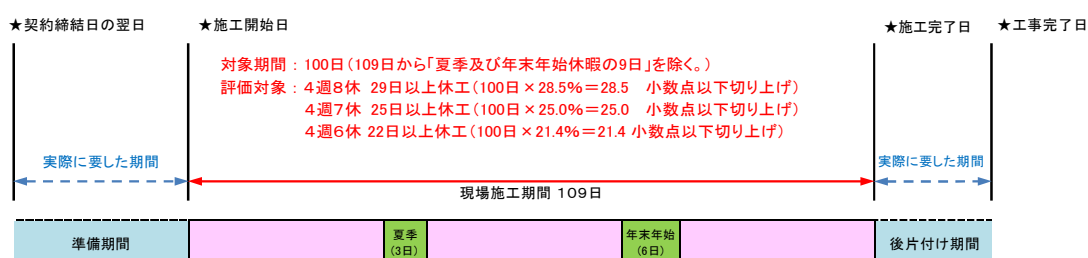 ★契約締結日の翌日
★施工開始日
★施工完了日
★工事完了日
対象期間：100日（109日から「夏季及び年末年始休暇の9日」を除く。）
評価対象：４週８休 29日以上休工（100日×28.5%＝28.5 小数点以下切り上げ）
４週７休 25日以上休工（100日×25.0%＝25.0 小数点以下切り上げ）
４週６休 22日以上休工（100日×21.4%＝21.4 小数点以下切り上げ）
実際に要した期間
実際に要した期間
現場施工期間 109日
準備期間
夏季
（3日）
年末年始
（6日）
後片付け期間